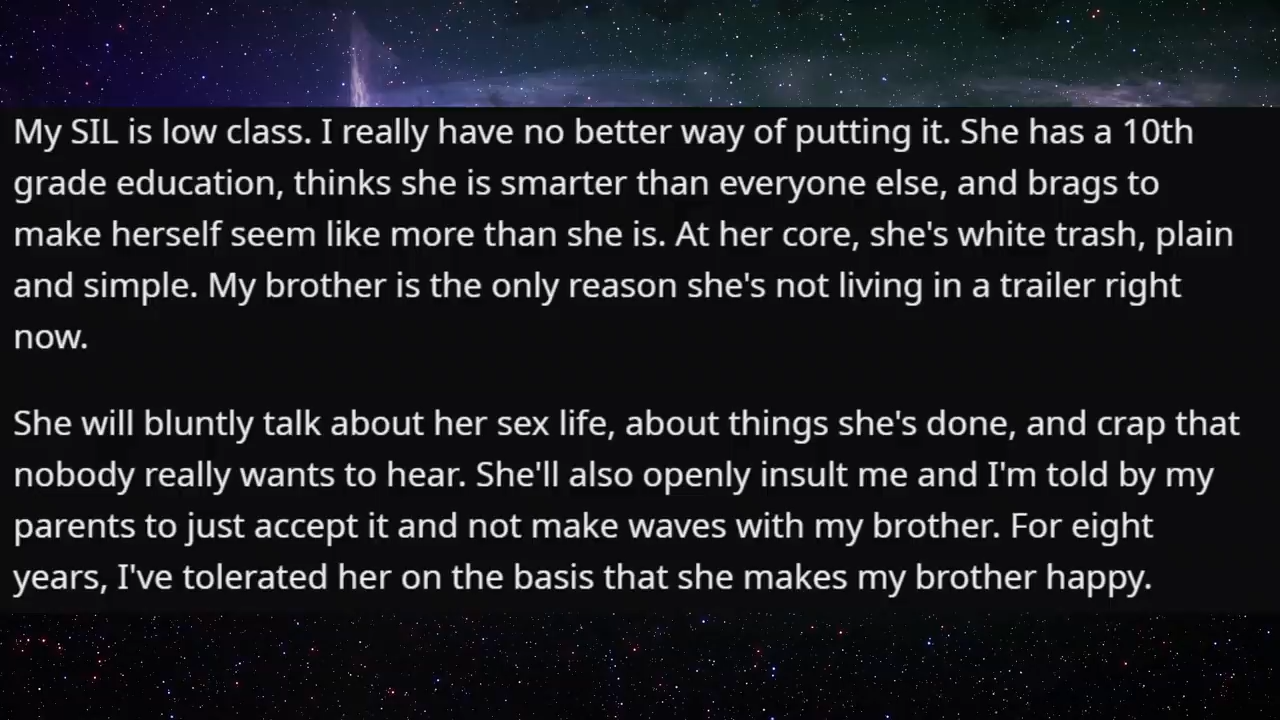 My SIL is low class. I really have no better way of putting it. She has a 10th
grade education, thinks she is smarter than everyone else, and brags to
make herself seem like more than she is. At her core, she's white trash, plain
and simple. My brother is the only reason she's not living in a trailer right
now.
She will bluntly talk about her sex life, about things she's done, and crap that
nobody really wants to hear. She'll also openly insult me and I'm told by my
parents to just accept it and not make waves with my brother. For eight
years, I've tolerated her on the basis that she makes my brother happy.